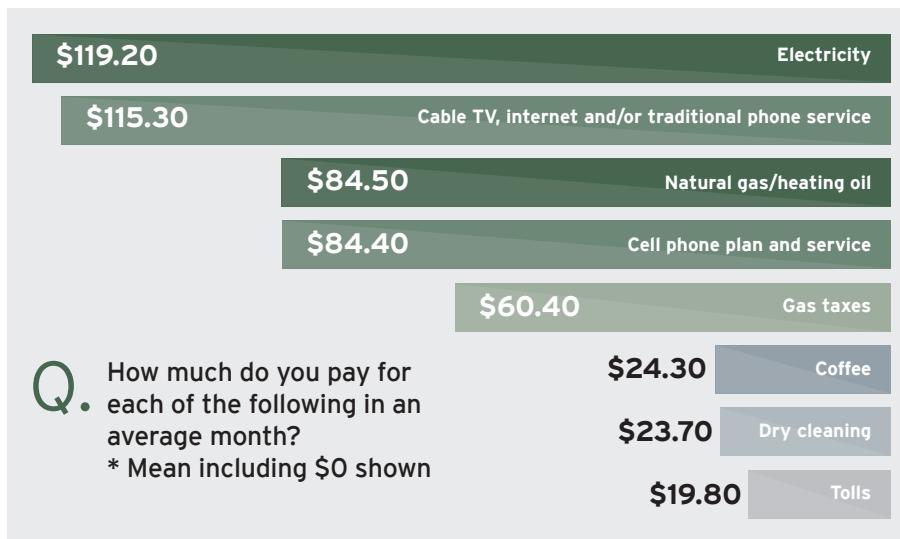 $119.20 Electricity
$115.30 Cable TV, internet and/or traditional phone service
$84.50 Natural gas/heating oil
$84.40 Cell phone plan and service
$60.40 Gas taxes
$24.30 Coffee
$23.70 Dry cleaning
$19.80 Tolls
Q. How much do you pay for
each of the following in an
average month?
* Mean including $0 shown